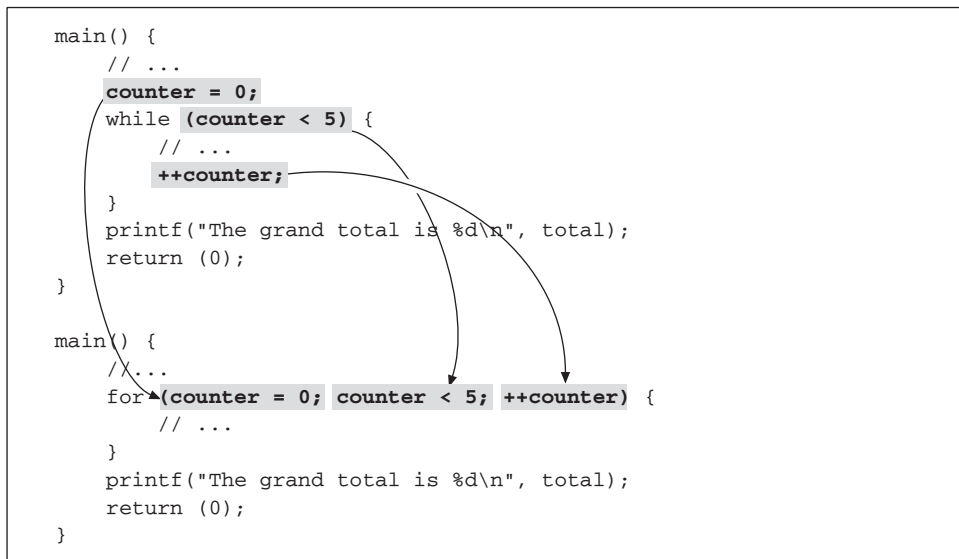 main() {
    // ...
    counter = 0;
    while (counter < 5) {
        // ...
        ++counter;
    }
    printf("The grand total is %d\n", total);
    return (0);
}
main() {
    //...
    for (counter = 0; counter < 5; ++counter) {
        // ...
    }
    printf("The grand total is %d\n", total);
    return (0);
}